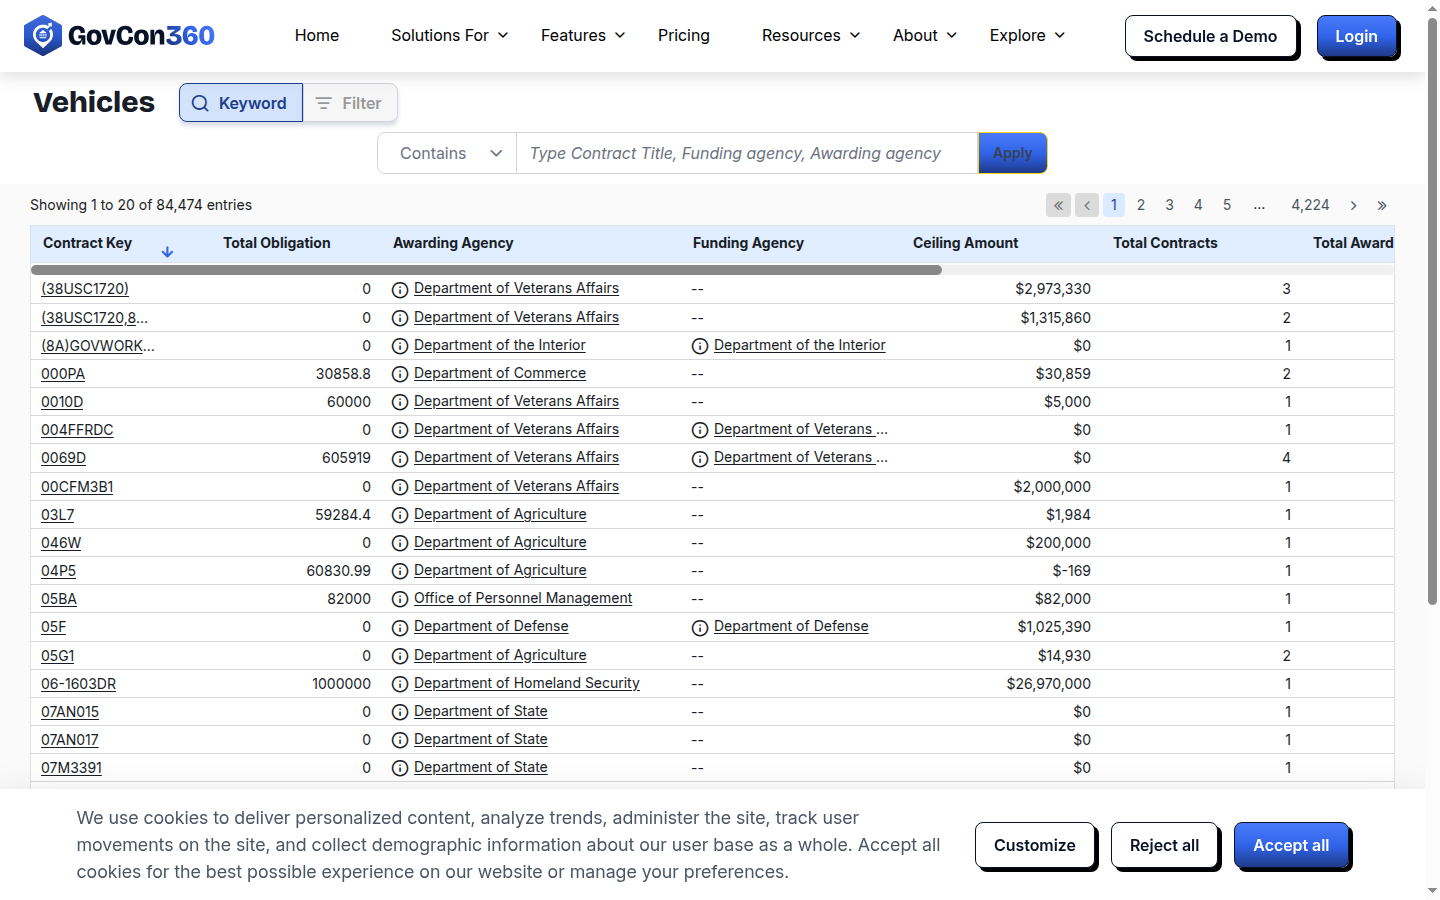 GovCon360 Home Solutions For Features Pricing Resources About Explore Schedule a Demo Login
Vehicles Keyword Filter
Contains Type Contract Title, Funding agency, Awarding agency Apply
Showing 1 to 20 of 84,474 entries « ‹ 1 2 3 4 5 ... 4,224 › »
Contract Key Total Obligation Awarding Agency Funding Agency Ceiling Amount Total Contracts Total Award
(38USC1720) 0 Department of Veterans Affairs -- $2,973,330 3
(38USC1720,8... 0 Department of Veterans Affairs -- $1,315,860 2
(8A)GOVWORK... 0 Department of the Interior Department of the Interior $0 1
000PA 30858.8 Department of Commerce -- $30,859 2
0010D 60000 Department of Veterans Affairs -- $5,000 1
004FFRDC 0 Department of Veterans Affairs Department of Veterans ... $0 1
0069D 605919 Department of Veterans Affairs Department of Veterans ... $0 4
00CFM3B1 0 Department of Veterans Affairs -- $2,000,000 1
03L7 59284.4 Department of Agriculture -- $1,984 1
046W 0 Department of Agriculture -- $200,000 1
04P5 60830.99 Department of Agriculture -- $-169 1
05BA 82000 Office of Personnel Management -- $82,000 1
05F 0 Department of Defense Department of Defense $1,025,390 1
05G1 0 Department of Agriculture -- $14,930 2
06-1603DR 1000000 Department of Homeland Security -- $26,970,000 1
07AN015 0 Department of State -- $0 1
07AN017 0 Department of State -- $0 1
07M3391 0 Department of State -- $0 1
We use cookies to deliver personalized content, analyze trends, administer the site, track user
movements on the site, and collect demographic information about our user base as a whole. Accept all
cookies for the best possible experience on our website or manage your preferences.
Customize Reject all Accept all